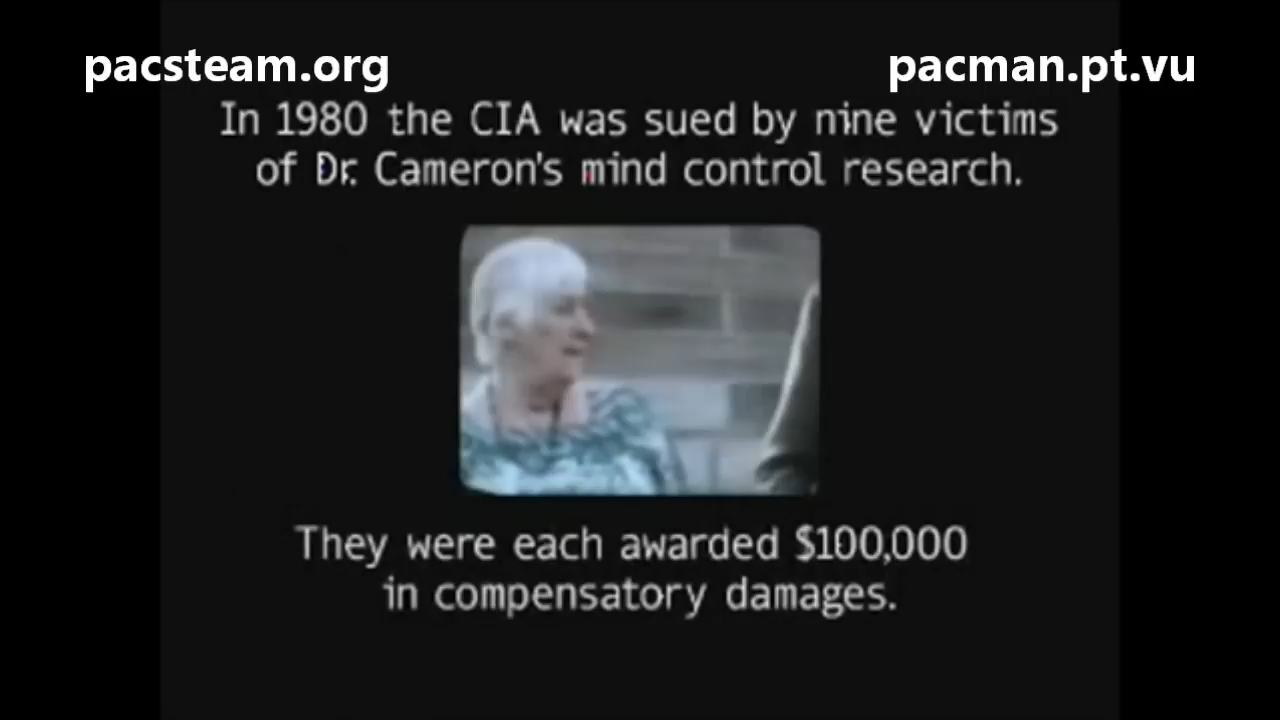 pacsteam.org
pacman.pt.vu
In 1980 the CIA was sued by nine victims
of Dr. Cameron's mind control research.
They were each awarded $100,000
in compensatory damages.